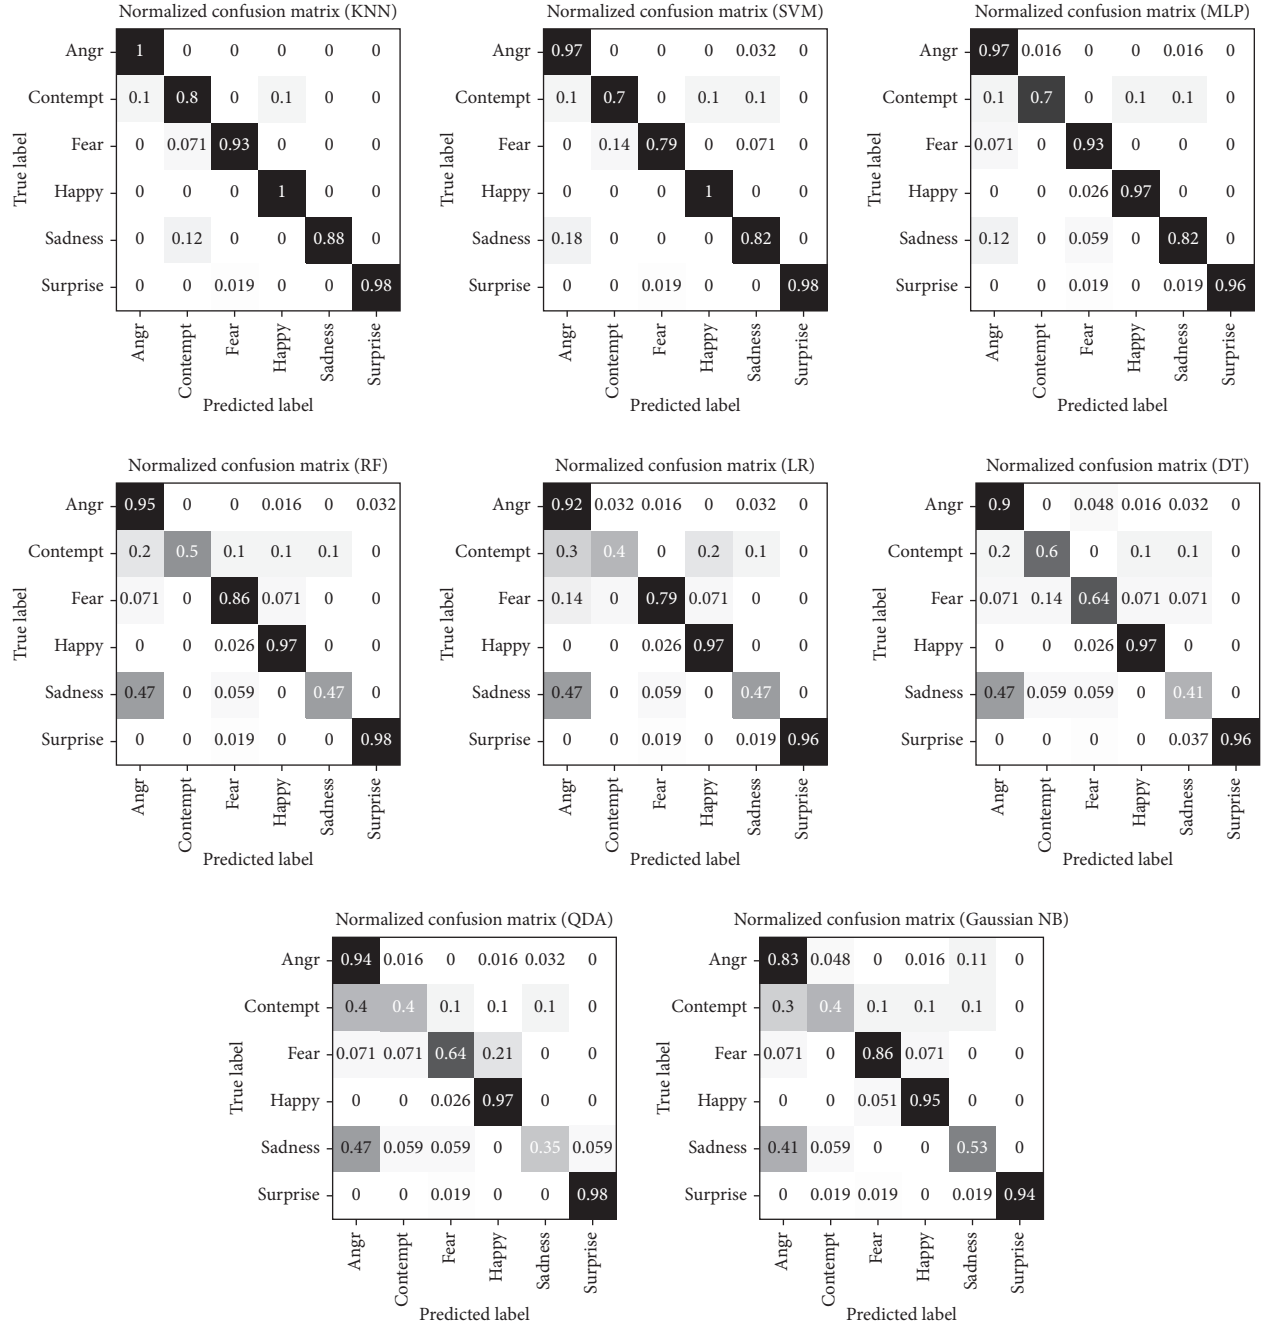 Normalized confusion matrix (KNN)
True label
Angr 1 0 0 0 0 0
Contempt 0.1 0.8 0 0.1 0 0
Fear 0 0.071 0.93 0 0 0
Happy 0 0 0 1 0 0
Sadness 0 0.12 0 0 0.88 0
Surprise 0 0 0.019 0 0 0.98
Angr Contempt Fear Happy Sadness Surprise
Predicted label
Normalized confusion matrix (SVM)
True label
Angr 0.97 0 0 0 0.032 0
Contempt 0.1 0.7 0 0.1 0.1 0
Fear 0 0.14 0.79 0 0.071 0
Happy 0 0 0 1 0 0
Sadness 0.18 0 0 0 0.82 0
Surprise 0 0 0.019 0 0 0.98
Angr Contempt Fear Happy Sadness Surprise
Predicted label
Normalized confusion matrix (MLP)
True label
Angr 0.97 0.016 0 0 0.016 0
Contempt 0.1 0.7 0 0.1 0.1 0
Fear 0.071 0 0.93 0 0 0
Happy 0 0 0.026 0.97 0 0
Sadness 0.12 0 0.059 0 0.82 0
Surprise 0 0 0.019 0 0.019 0.96
Angr Contempt Fear Happy Sadness Surprise
Predicted label
Normalized confusion matrix (RF)
True label
Angr 0.95 0 0 0.016 0 0.032
Contempt 0.2 0.5 0.1 0.1 0.1 0
Fear 0.071 0 0.86 0.071 0 0
Happy 0 0 0.026 0.97 0 0
Sadness 0.47 0 0.059 0 0.47 0
Surprise 0 0 0.019 0 0 0.98
Angr Contempt Fear Happy Sadness Surprise
Predicted label
Normalized confusion matrix (LR)
True label
Angr 0.92 0.032 0.016 0 0.032 0
Contempt 0.3 0.4 0 0.2 0.1 0
Fear 0.14 0 0.79 0.071 0 0
Happy 0 0 0.026 0.97 0 0
Sadness 0.47 0 0.059 0 0.47 0
Surprise 0 0 0.019 0 0.019 0.96
Angr Contempt Fear Happy Sadness Surprise
Predicted label
Normalized confusion matrix (DT)
True label
Angr 0.9 0 0.048 0.016 0.032 0
Contempt 0.2 0.6 0 0.1 0.1 0
Fear 0.071 0.14 0.64 0.071 0.071 0
Happy 0 0 0.026 0.97 0 0
Sadness 0.47 0.059 0.059 0 0.41 0
Surprise 0 0 0 0 0.037 0.96
Angr Contempt Fear Happy Sadness Surprise
Predicted label
Normalized confusion matrix (QDA)
True label
Angr 0.94 0.016 0 0.016 0.032 0
Contempt 0.4 0.4 0.1 0.1 0.1 0
Fear 0.071 0.071 0.64 0.21 0 0
Happy 0 0 0.026 0.97 0 0
Sadness 0.47 0.059 0.059 0 0.35 0.059
Surprise 0 0 0.019 0 0 0.98
Angr Contempt Fear Happy Sadness Surprise
Predicted label
Normalized confusion matrix (Gaussian NB)
True label
Angr 0.83 0.048 0 0.016 0.11 0
Contempt 0.3 0.4 0.1 0.1 0.1 0
Fear 0.071 0 0.86 0.071 0 0
Happy 0 0 0.051 0.95 0 0
Sadness 0.41 0.059 0 0 0.53 0
Surprise 0 0.019 0.019 0 0.019 0.94
Angr Contempt Fear Happy Sadness Surprise
Predicted label